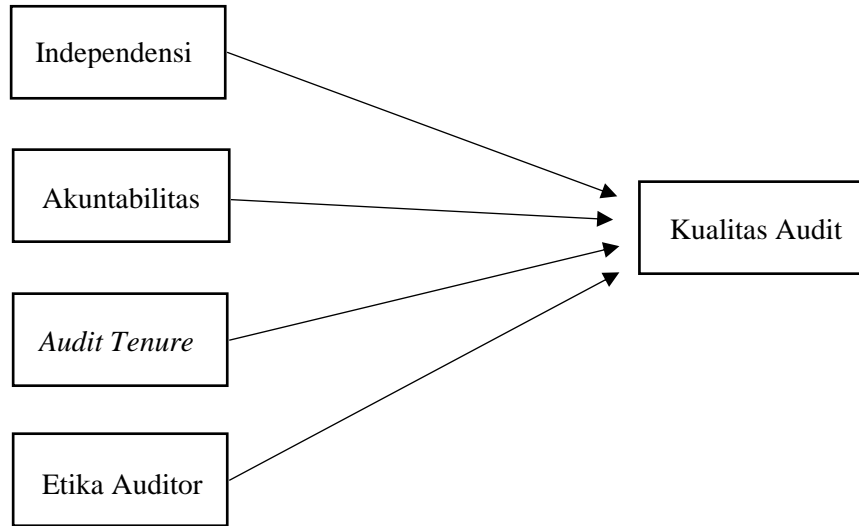 Independensi
Akuntabilitas
Kualitas Audit
Audit Tenure
Etika Auditor